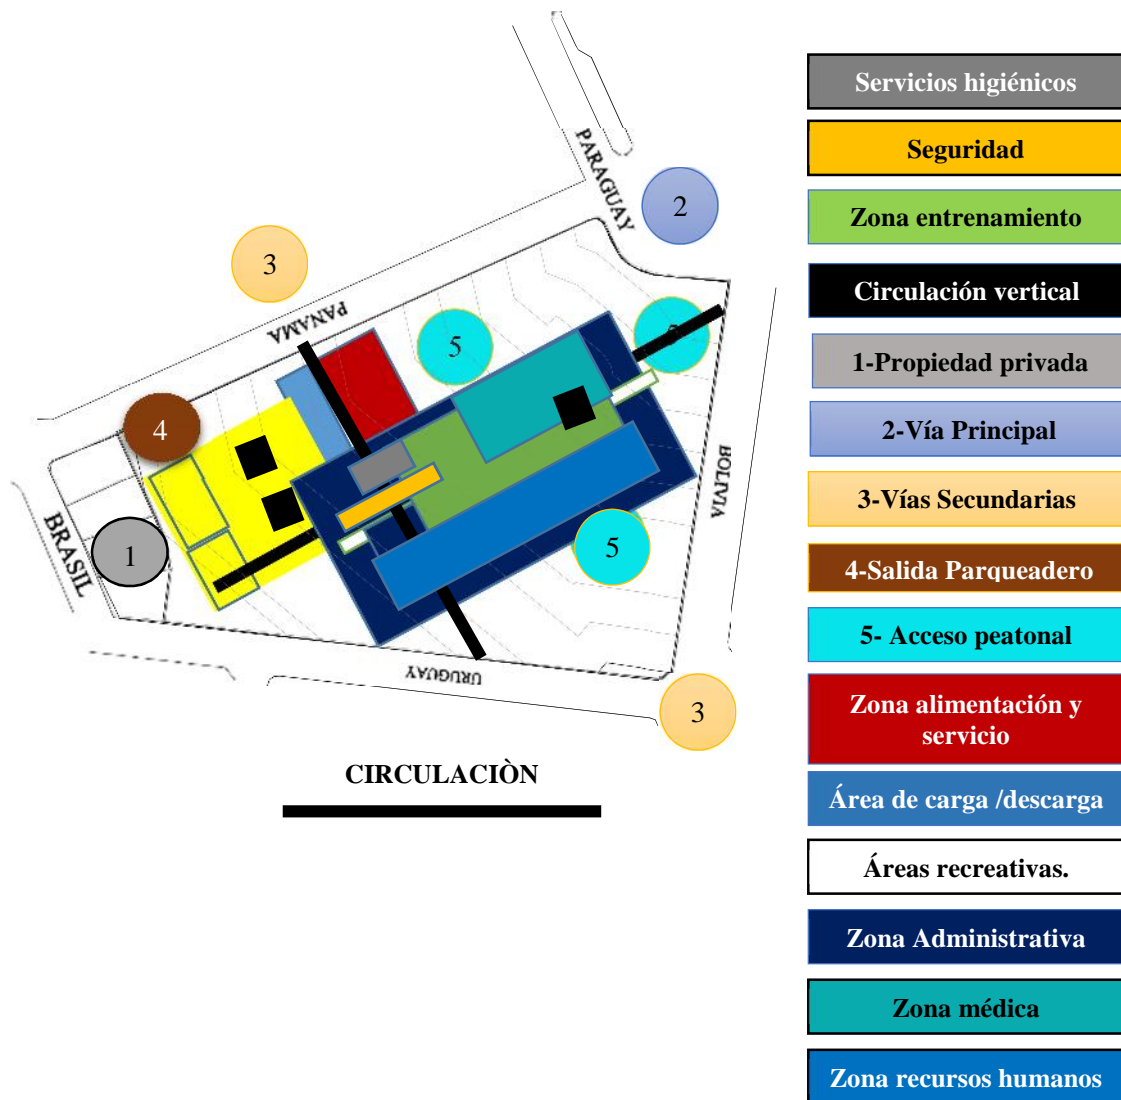 PARAGUAY
2
3
PANAMA
5
5
4
BOLIVIA
BRASIL
1
5
URUGUAY
3
CIRCULACIÒN
Servicios higiénicos
Seguridad
Zona entrenamiento
Circulación vertical
1-Propiedad privada
2-Vía Principal
3-Vías Secundarias
4-Salida Parqueadero
5- Acceso peatonal
Zona alimentación y
servicio
Área de carga /descarga
Áreas recreativas.
Zona Administrativa
Zona médica
Zona recursos humanos